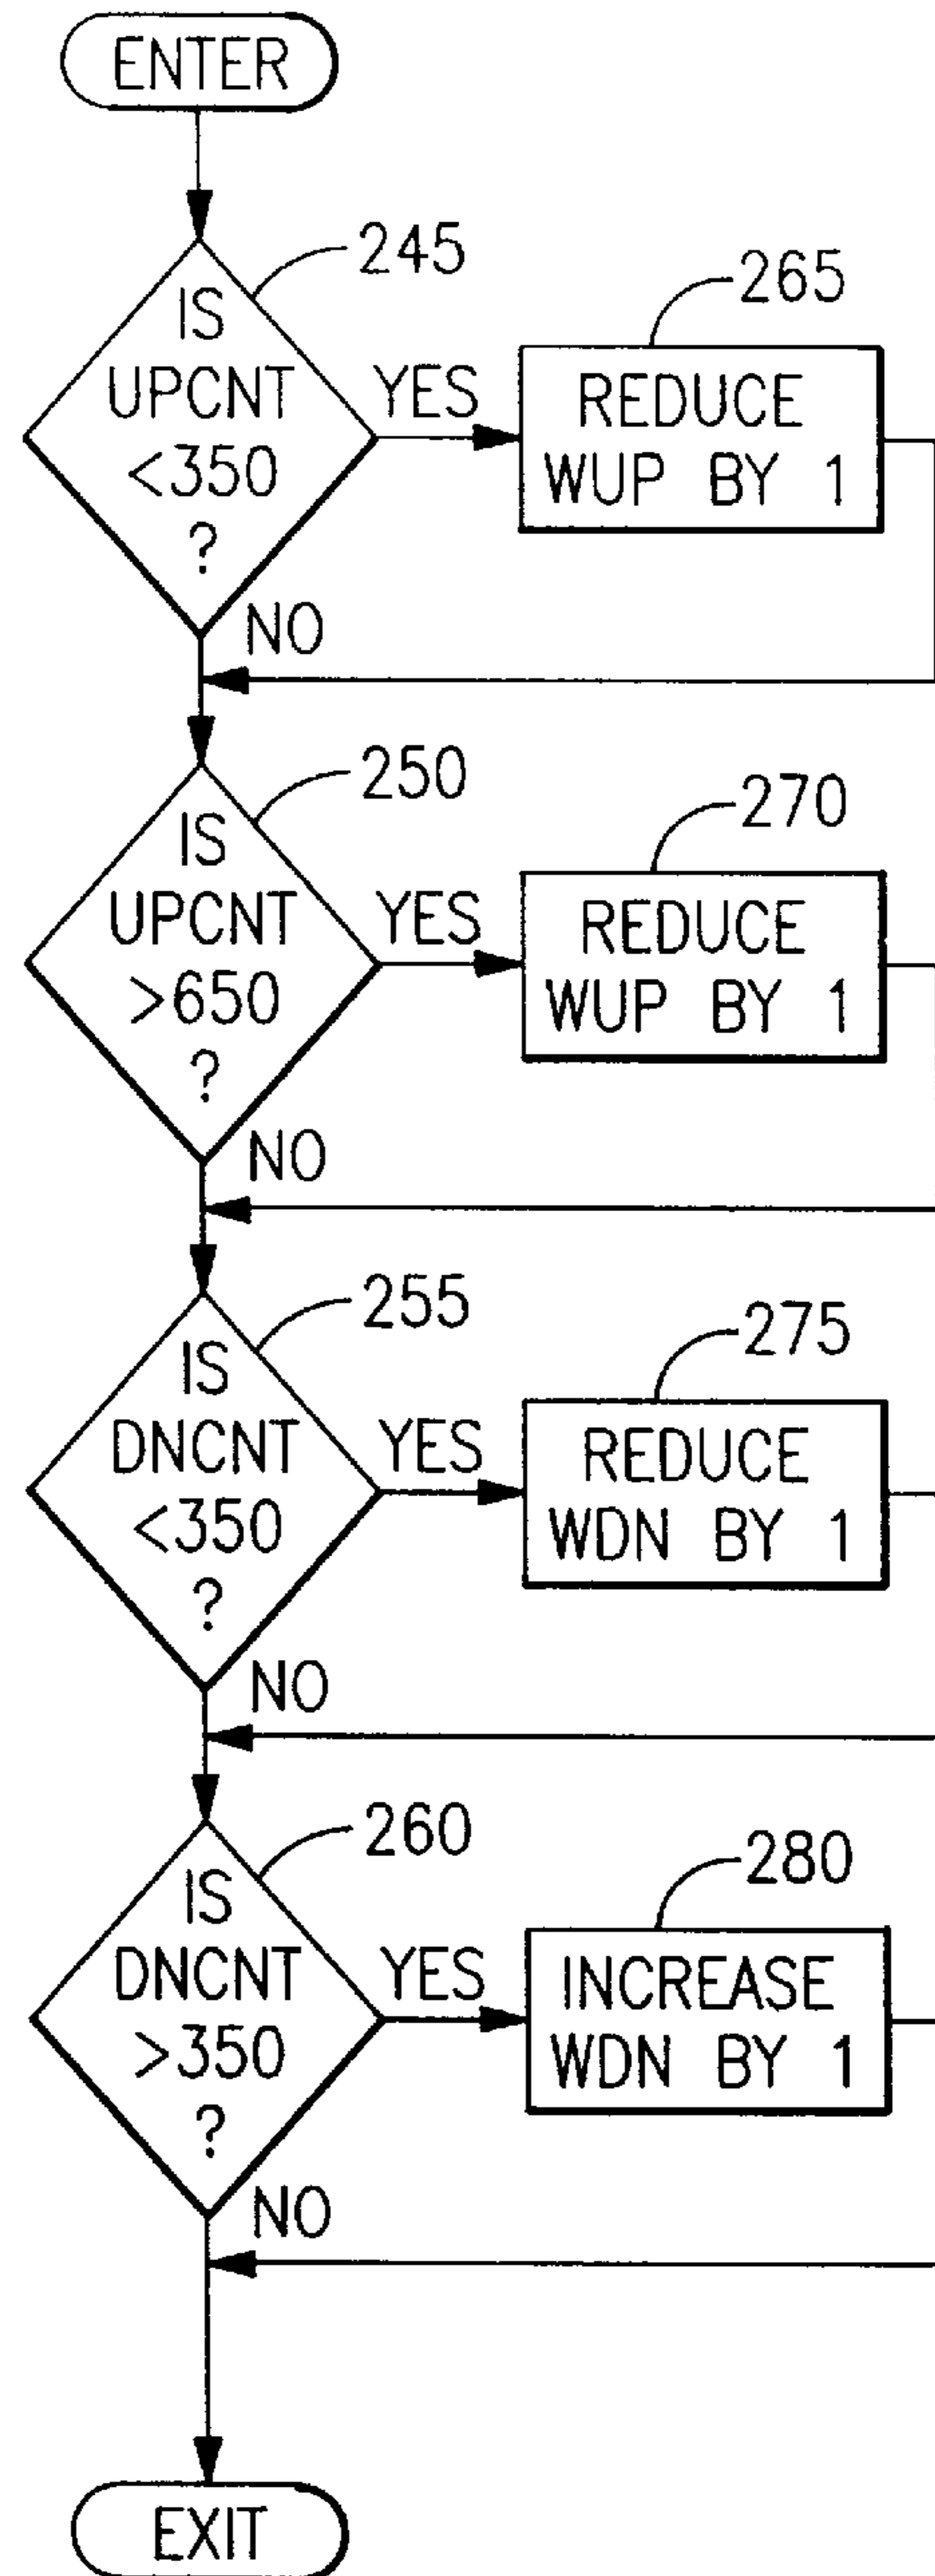 ENTER
245
IS
UPCNT
<350
?
YES
265
REDUCE
WUP BY 1
NO
250
IS
UPCNT
>650
?
YES
270
REDUCE
WUP BY 1
NO
255
IS
DNCNT
<350
?
YES
275
REDUCE
WDN BY 1
NO
260
IS
DNCNT
>350
?
YES
280
INCREASE
WDN BY 1
NO
EXIT